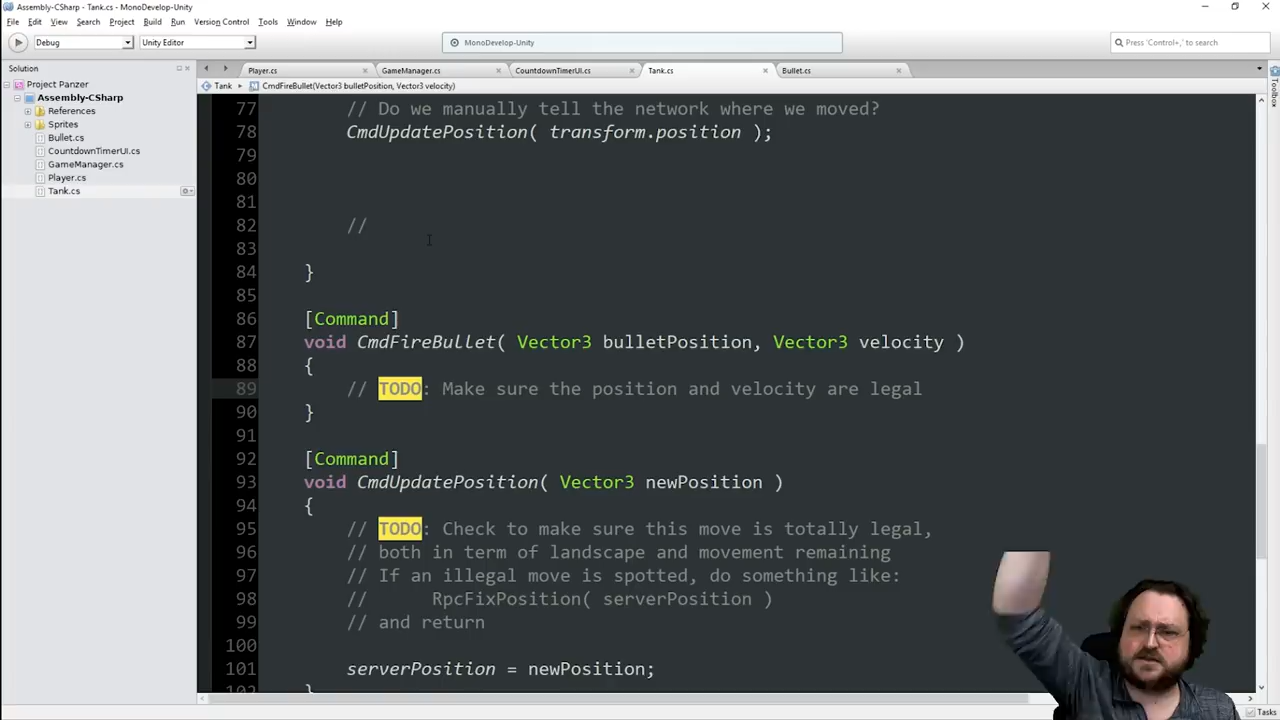 Assembly-CSharp - Tank.cs - MonoDevelop-Unity
File Edit View Search Project Build Run Version Control Tools Window Help
Debug Unity Editor MonoDevelop-Unity Press 'Control+,' to search
Solution
Player.cs GameManager.cs CountdownTimerUI.cs Tank.cs Bullet.cs
Tank CmdFireBullet(Vector3 bulletPosition, Vector3 velocity)
Project Panzer
Assembly-CSharp
References
Sprites
Bullet.cs
CountdownTimerUI.cs
GameManager.cs
Player.cs
Tank.cs
77 // Do we manually tell the network where we moved?
78 CmdUpdatePosition( transform.position );
79
80
81
82 //
83
84 }
85
86 [Command]
87 void CmdFireBullet( Vector3 bulletPosition, Vector3 velocity )
88 {
89 // TODO: Make sure the position and velocity are legal
90 }
91
92 [Command]
93 void CmdUpdatePosition( Vector3 newPosition )
94 {
95 // TODO: Check to make sure this move is totally legal,
96 // both in term of landscape and movement remaining
97 // If an illegal move is spotted, do something like:
98 // RpcFixPosition( serverPosition )
99 // and return
100
101 serverPosition = newPosition;
102 }
Toolbox
Tasks